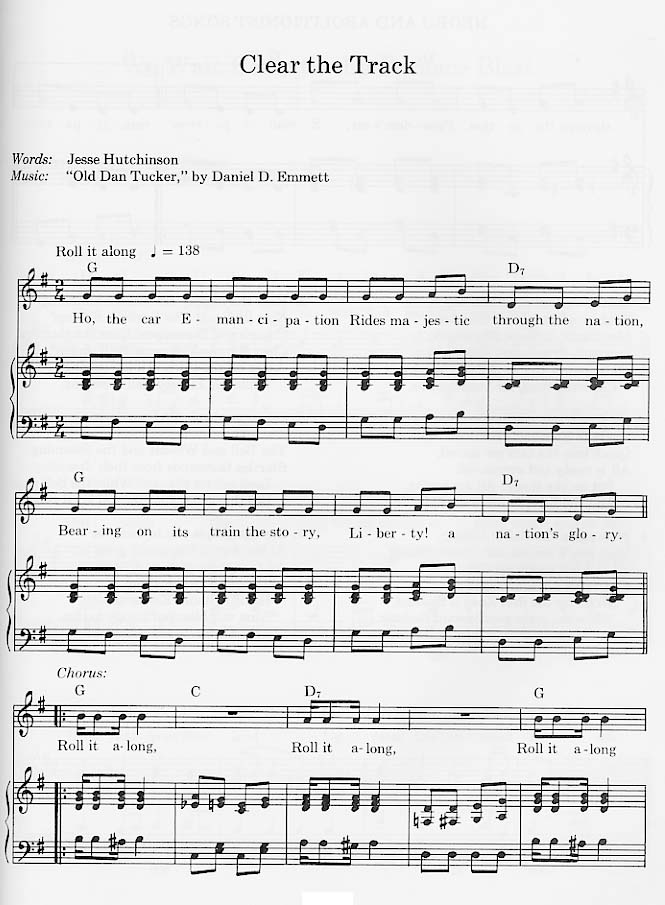 Clear the Track
Words: Jesse Hutchinson
Music: "Old Dan Tucker," by Daniel D. Emmett
Roll it along ♩ = 138
G D7
Ho, the car E - man - ci - pa - tion Rides ma - jes - tic through the na - tion,
G D7
Bear - ing on its train the sto - ry, Li - ber - ty! a na - tion's glo - ry.
Chorus:
G C D7 G
Roll it a - long, Roll it a - long, Roll it a - long